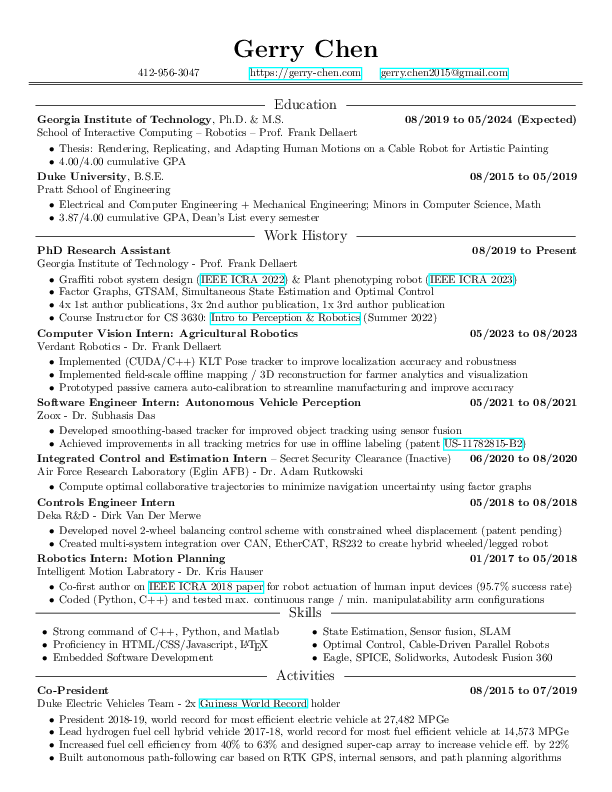 Gerry Chen
412-956-3047 https://gerry-chen.com gerry.chen2015@gmail.com
Education
Georgia Institute of Technology, Ph.D. & M.S. 08/2019 to 05/2024 (Expected)
School of Interactive Computing – Robotics – Prof. Frank Dellaert
• Thesis: Rendering, Replicating, and Adapting Human Motions on a Cable Robot for Artistic Painting
• 4.00/4.00 cumulative GPA
Duke University, B.S.E. 08/2015 to 05/2019
Pratt School of Engineering
• Electrical and Computer Engineering + Mechanical Engineering; Minors in Computer Science, Math
• 3.87/4.00 cumulative GPA, Dean's List every semester
Work History
PhD Research Assistant 08/2019 to Present
Georgia Institute of Technology - Prof. Frank Dellaert
• Graffiti robot system design (IEEE ICRA 2022) & Plant phenotyping robot (IEEE ICRA 2023)
• Factor Graphs, GTSAM, Simultaneous State Estimation and Optimal Control
• 4x 1st author publications, 3x 2nd author publication, 1x 3rd author publication
• Course Instructor for CS 3630: Intro to Perception & Robotics (Summer 2022)
Computer Vision Intern: Agricultural Robotics 05/2023 to 08/2023
Verdant Robotics - Dr. Frank Dellaert
• Implemented (CUDA/C++) KLT Pose tracker to improve localization accuracy and robustness
• Implemented field-scale offline mapping / 3D reconstruction for farmer analytics and visualization
• Prototyped passive camera auto-calibration to streamline manufacturing and improve accuracy
Software Engineer Intern: Autonomous Vehicle Perception 05/2021 to 08/2021
Zoox - Dr. Subhasis Das
• Developed smoothing-based tracker for improved object tracking using sensor fusion
• Achieved improvements in all tracking metrics for use in offline labeling (patent US-11782815-B2)
Integrated Control and Estimation Intern – Secret Security Clearance (Inactive) 06/2020 to 08/2020
Air Force Research Laboratory (Eglin AFB) - Dr. Adam Rutkowski
• Compute optimal collaborative trajectories to minimize navigation uncertainty using factor graphs
Controls Engineer Intern 05/2018 to 08/2018
Deka R&D - Dirk Van Der Merwe
• Developed novel 2-wheel balancing control scheme with constrained wheel displacement (patent pending)
• Created multi-system integration over CAN, EtherCAT, RS232 to create hybrid wheeled/legged robot
Robotics Intern: Motion Planning 01/2017 to 05/2018
Intelligent Motion Labratory - Dr. Kris Hauser
• Co-first author on IEEE ICRA 2018 paper for robot actuation of human input devices (95.7% success rate)
• Coded (Python, C++) and tested max. continuous range / min. manipulatability arm configurations
Skills
• Strong command of C++, Python, and Matlab
• Proficiency in HTML/CSS/Javascript, LaTeX
• Embedded Software Development
• State Estimation, Sensor fusion, SLAM
• Optimal Control, Cable-Driven Parallel Robots
• Eagle, SPICE, Solidworks, Autodesk Fusion 360
Activities
Co-President 08/2015 to 07/2019
Duke Electric Vehicles Team - 2x Guiness World Record holder
• President 2018-19, world record for most efficient electric vehicle at 27,482 MPGe
• Lead hydrogen fuel cell hybrid vehicle 2017-18, world record for most fuel efficient vehicle at 14,573 MPGe
• Increased fuel cell efficiency from 40% to 63% and designed super-cap array to increase vehicle eff. by 22%
• Built autonomous path-following car based on RTK GPS, internal sensors, and path planning algorithms